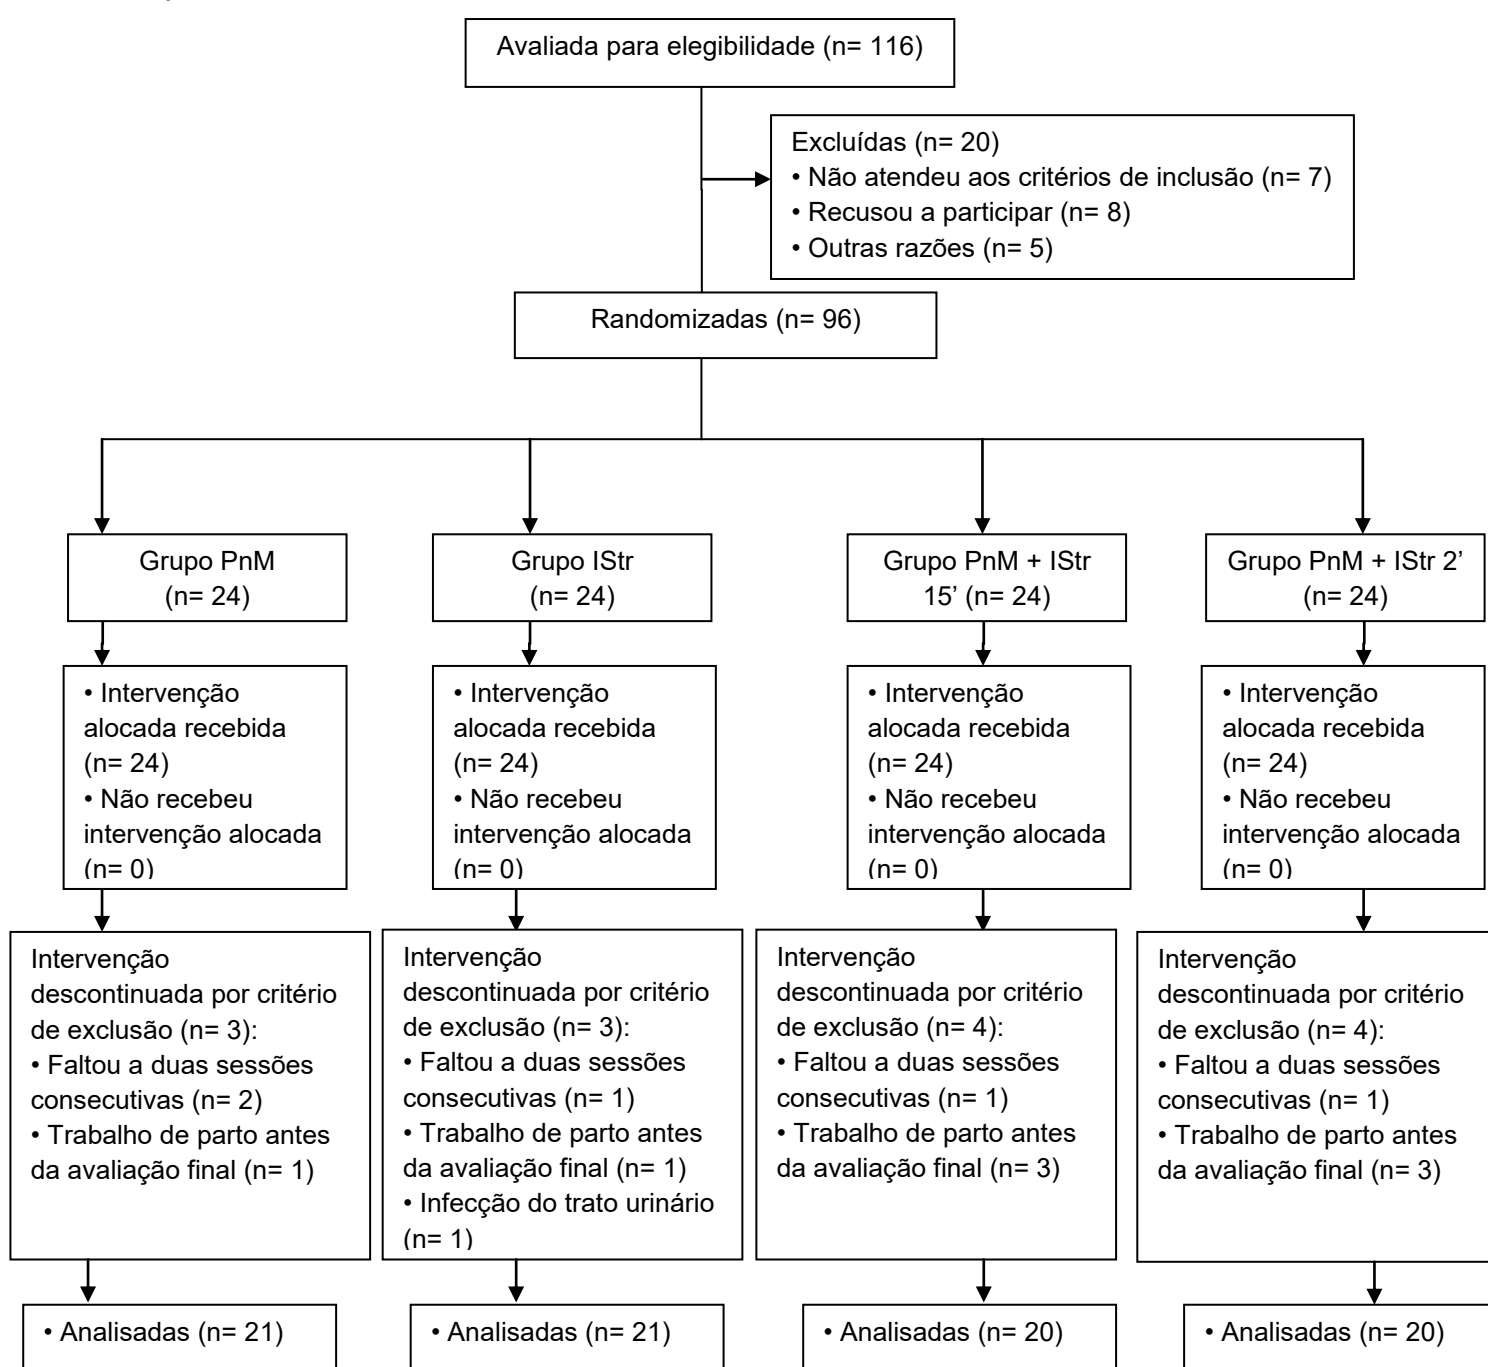 Avaliada para elegibilidade (n= 116)
Excluídas (n= 20)
• Não atendeu aos critérios de inclusão (n= 7)
• Recusou a participar (n= 8)
• Outras razões (n= 5)
Randomizadas (n= 96)
Grupo PnM
(n= 24)
Grupo IStr
(n= 24)
Grupo PnM + IStr
15’ (n= 24)
Grupo PnM + IStr 2’
(n= 24)
• Intervenção
alocada recebida
(n= 24)
• Não recebeu
intervenção alocada
(n= 0)
• Intervenção
alocada recebida
(n= 24)
• Não recebeu
intervenção alocada
(n= 0)
• Intervenção
alocada recebida
(n= 24)
• Não recebeu
intervenção alocada
(n= 0)
• Intervenção
alocada recebida
(n= 24)
• Não recebeu
intervenção alocada
(n= 0)
Intervenção
descontinuada por critério
de exclusão (n= 3):
• Faltou a duas sessões
consecutivas (n= 2)
• Trabalho de parto antes
da avaliação final (n= 1)
Intervenção
descontinuada por critério
de exclusão (n= 3):
• Faltou a duas sessões
consecutivas (n= 1)
• Trabalho de parto antes
da avaliação final (n= 1)
• Infecção do trato urinário
(n= 1)
Intervenção
descontinuada por critério
de exclusão (n= 4):
• Faltou a duas sessões
consecutivas (n= 1)
• Trabalho de parto antes
da avaliação final (n= 3)
Intervenção
descontinuada por critério
de exclusão (n= 4):
• Faltou a duas sessões
consecutivas (n= 1)
• Trabalho de parto antes
da avaliação final (n= 3)
• Analisadas (n= 21)
• Analisadas (n= 21)
• Analisadas (n= 20)
• Analisadas (n= 20)